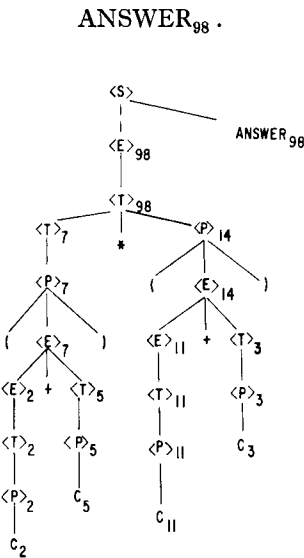 ANSWER₉₈ .
⟨S⟩
ANSWER₉₈
⟨E⟩₉₈
⟨T⟩₉₈
⟨T⟩₇ * ⟨P⟩₁₄
⟨P⟩₇ ( ⟨E⟩₁₄ )
( ⟨E⟩₇ ) ⟨E⟩₁₁ + ⟨T⟩₃
⟨E⟩₂ + ⟨T⟩₅ ⟨T⟩₁₁ ⟨P⟩₃
⟨T⟩₂ ⟨P⟩₅ ⟨P⟩₁₁ C₃
⟨P⟩₂ C₅
C₂ C₁₁